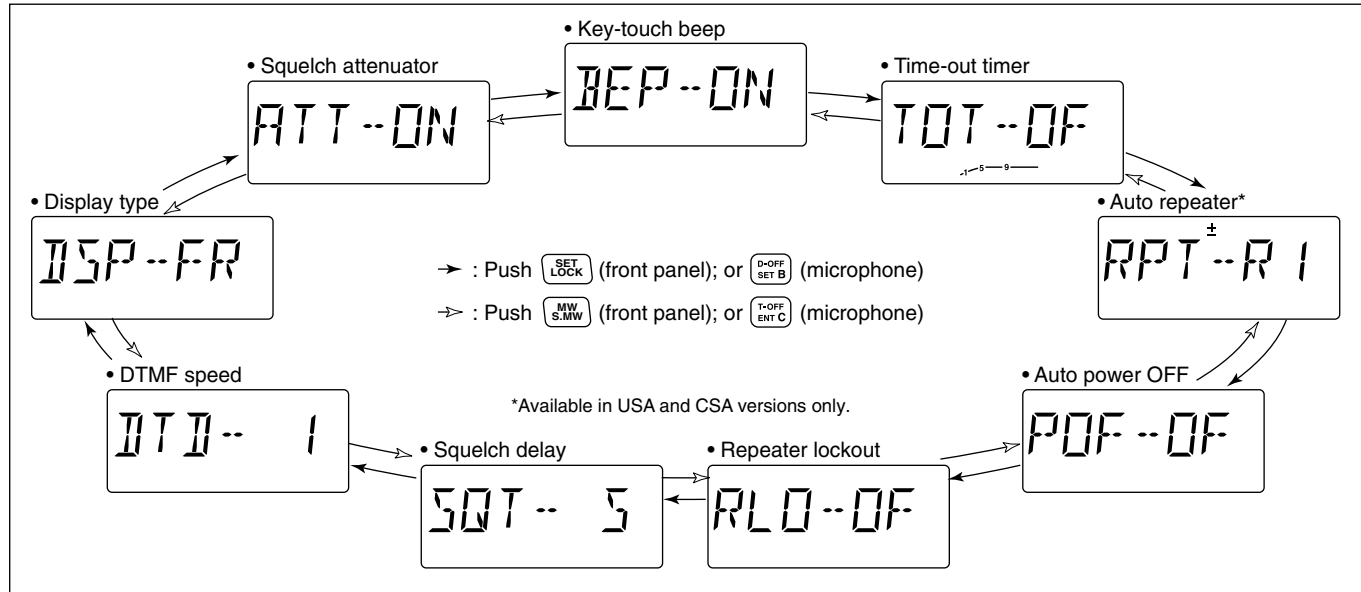 • Key-touch beep
BEP--ON
• Squelch attenuator
ATT--ON
• Time-out timer
TOT--OF
-1 5 9
• Display type
DSP--FR
• Auto repeater*
±
RPT--R1
→ : Push [SET LOCK] (front panel); or [D-OFF SET B] (microphone)
→ : Push [MW S.MW] (front panel); or [T-OFF ENT C] (microphone)
• DTMF speed
DTD-- 1
• Auto power OFF
POF--OF
*Available in USA and CSA versions only.
• Squelch delay
SQT-- S
• Repeater lockout
RLO--OF